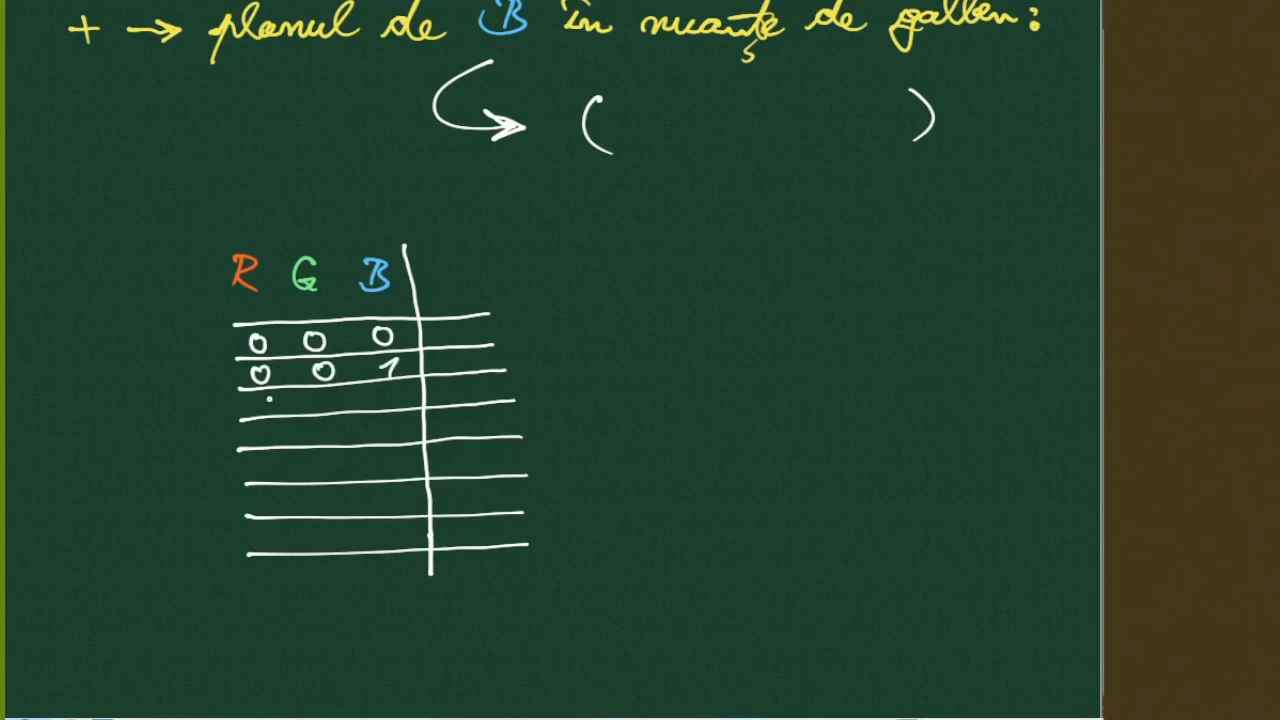 + → planul de B în nuanțe de galben:
( )
R G B
0 0 0
0 0 1